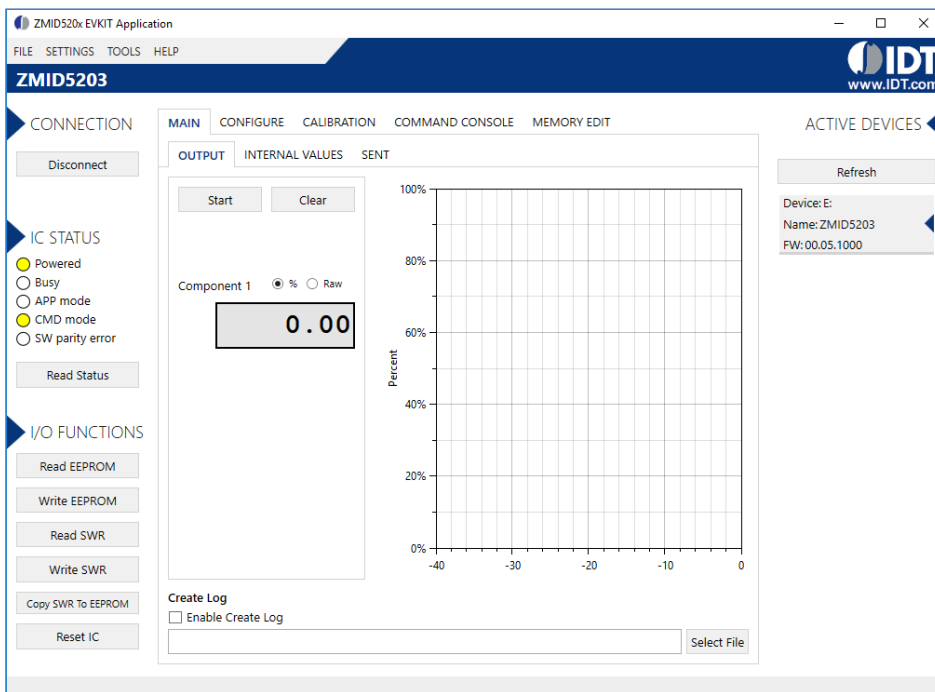 ZMID520x EVKIT Application
FILE SETTINGS TOOLS HELP
IDT
www.IDT.com
ZMID5203
CONNECTION
Disconnect
IC STATUS
Powered
Busy
APP mode
CMD mode
SW parity error
Read Status
I/O FUNCTIONS
Read EEPROM
Write EEPROM
Read SWR
Write SWR
Copy SWR To EEPROM
Reset IC
MAIN CONFIGURE CALIBRATION COMMAND CONSOLE MEMORY EDIT
OUTPUT INTERNAL VALUES SENT
Start Clear
Component 1 % Raw
0.00
Percent
100%
80%
60%
40%
20%
0%
-40 -30 -20 -10 0
Create Log
Enable Create Log
Select File
ACTIVE DEVICES
Refresh
Device: E:
Name: ZMID5203
FW: 00.05.1000